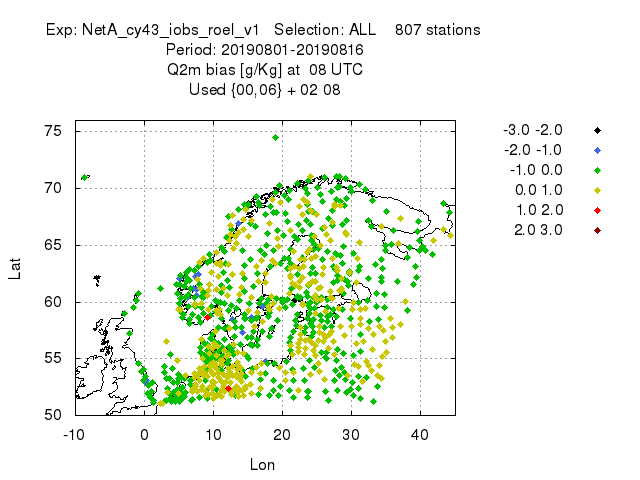 Exp: NetA_cy43_iobs_roel_v1   Selection: ALL    807 stations
Period: 20190801-20190816
Q2m bias [g/Kg] at  08 UTC
Used {00,06} + 02 08
75
70
65
60
55
50
Lat
-10 0 10 20 30 40
Lon
-3.0 -2.0
-2.0 -1.0
-1.0 0.0
0.0 1.0
1.0 2.0
2.0 3.0